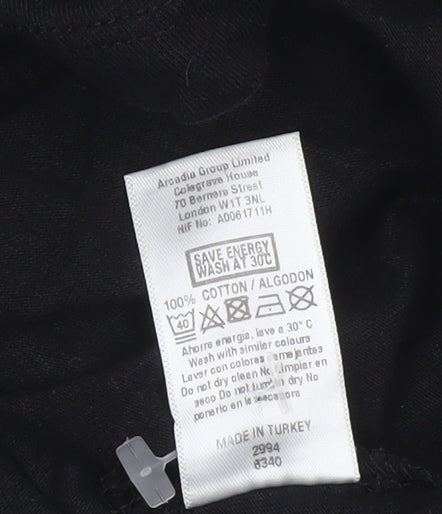 Arcadia Group Limited
Colegrave House
70 Berners Street
London W1T 3NL
NIF No: A0061711H
SAVE ENERGY
WASH AT 30°C
100% COTTON / ALGODON
40
Ahorre energia, lave a 30° C
Wash with similar colours
Lavar con colores semejantes
Do not dry clean No limpiar en
seco Do not tumble dry No
ponerlo en la secadora
MADE IN TURKEY
2994
6340